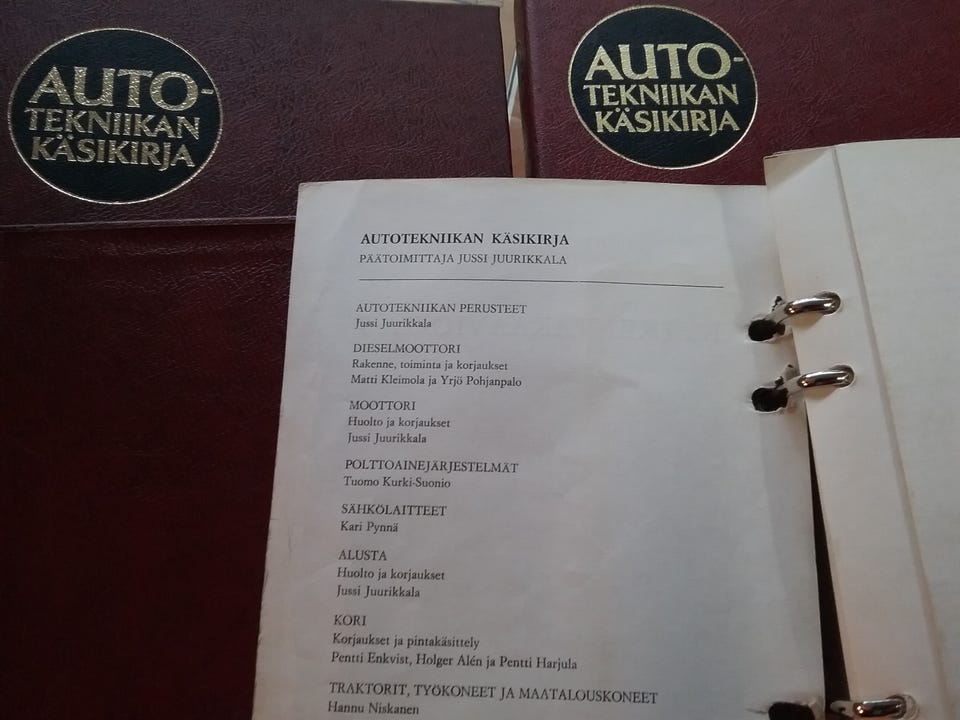 AUTO-
TEKNIIKAN
KÄSIKIRJA
AUTO-
TEKNIIKAN
KÄSIKIRJA
AUTOTEKNIIKAN KÄSIKIRJA
PÄÄTOIMITTAJA JUSSI JUURIKKALA
AUTOTEKNIIKAN PERUSTEET
Jussi Juurikkala
DIESELMOOTTORI
Rakenne, toiminta ja korjaukset
Matti Kleimola ja Yrjö Pohjanpalo
MOOTTORI
Huolto ja korjaukset
Jussi Juurikkala
POLTTOAINEJÄRJESTELMÄT
Tuomo Kurki-Suonio
SÄHKÖLAITTEET
Kari Pynnä
ALUSTA
Huolto ja korjaukset
Jussi Juurikkala
KORI
Korjaukset ja pintakäsittely
Pentti Enkvist, Holger Alén ja Pentti Harjula
TRAKTORIT, TYÖKONEET JA MAATALOUSKONEET
Hannu Niskanen